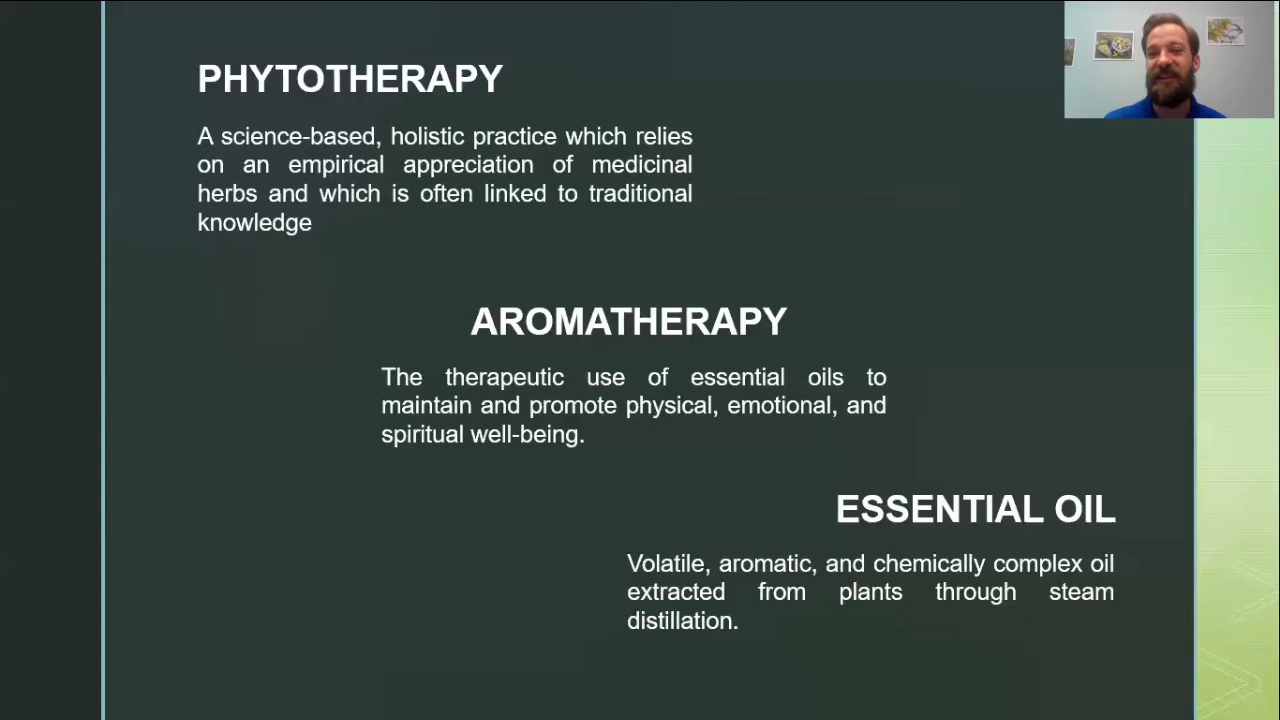 PHYTOTHERAPY
A science-based, holistic practice which relies
on an empirical appreciation of medicinal
herbs and which is often linked to traditional
knowledge
AROMATHERAPY
The therapeutic use of essential oils to
maintain and promote physical, emotional, and
spiritual well-being.
ESSENTIAL OIL
Volatile, aromatic, and chemically complex oil
extracted from plants through steam
distillation.